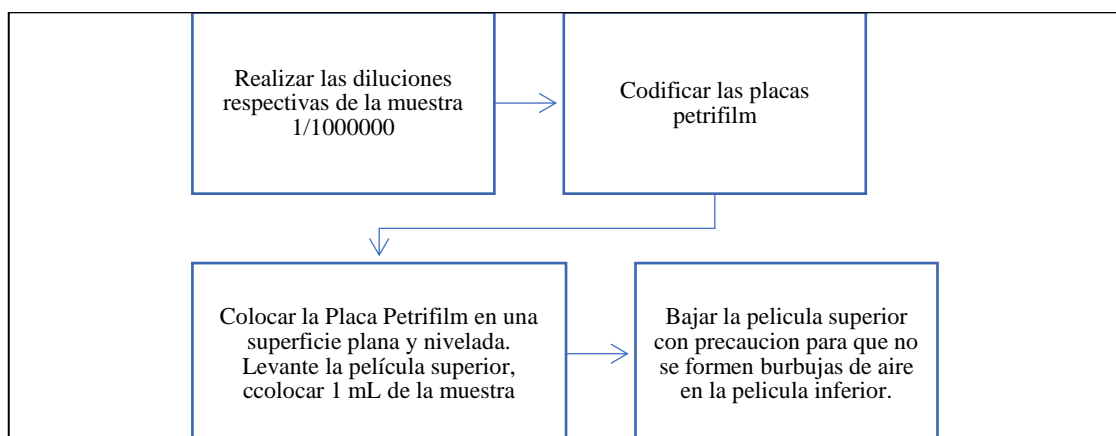 Realizar las diluciones
respectivas de la muestra
1/1000000
Codificar las placas
petrifilm
Colocar la Placa Petrifilm en una
superficie plana y nivelada.
Levante la película superior,
ccolocar 1 mL de la muestra
Bajar la pelicula superior
con precaucion para que no
se formen burbujas de aire
en la pelicula inferior.